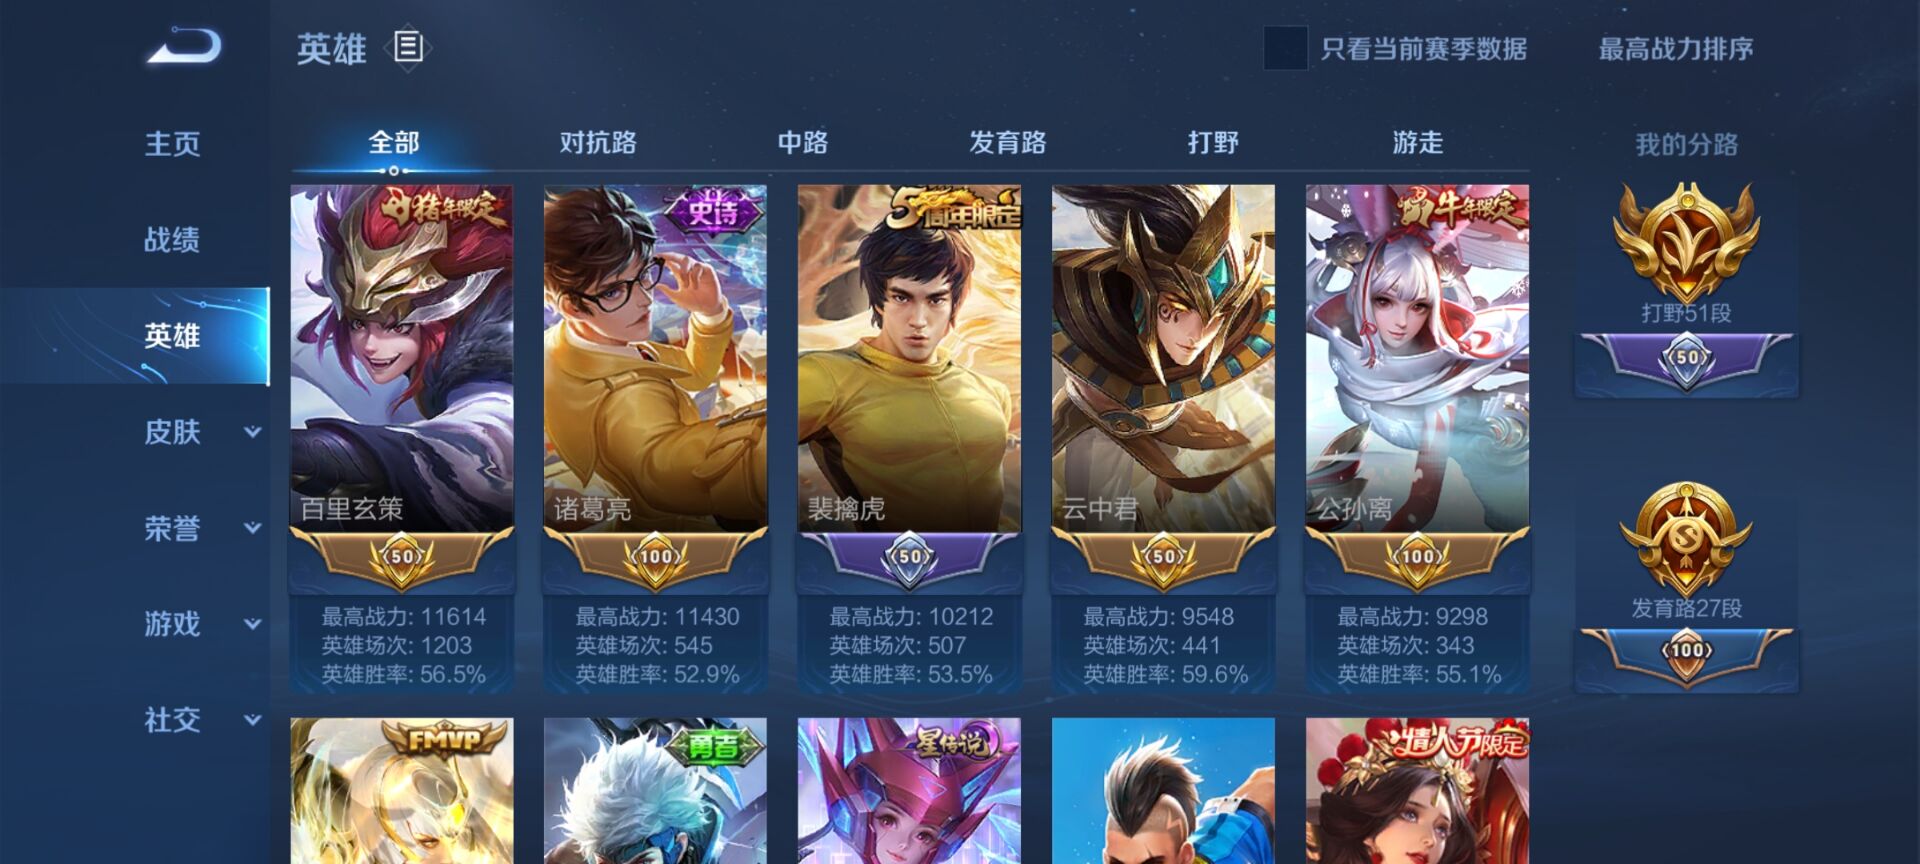 英雄
只看当前赛季数据
最高战力排序
主页
战绩
英雄
皮肤
荣誉
游戏
社交
全部
对抗路
中路
发育路
打野
游走
我的分路
猪年限定
百里玄策
50
最高战力: 11614
英雄场次: 1203
英雄胜率: 56.5%
史诗
诸葛亮
100
最高战力: 11430
英雄场次: 545
英雄胜率: 52.9%
5周年限定
裴擒虎
50
最高战力: 10212
英雄场次: 507
英雄胜率: 53.5%
云中君
50
最高战力: 9548
英雄场次: 441
英雄胜率: 59.6%
牛年限定
公孙离
100
最高战力: 9298
英雄场次: 343
英雄胜率: 55.1%
打野51段
50
发育路27段
100
FMVP
勇者
星传说
情人节限定